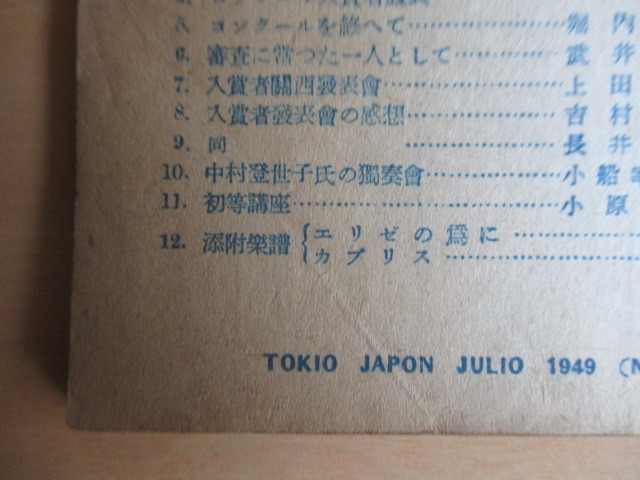 5. コンクールを終へて…………堀内
6. 審査に當つた一人として…………武井
7. 入賞者關西發表會…………上田
8. 入賞者發表會の感想…………吉村
9. 同…………長井
10. 中村登世子氏の獨奏會…………小船
11. 初等講座…………小原
12. 添附樂譜{エリゼの爲に…………
カプリス…………
TOKIO JAPON JULIO 1949 (N